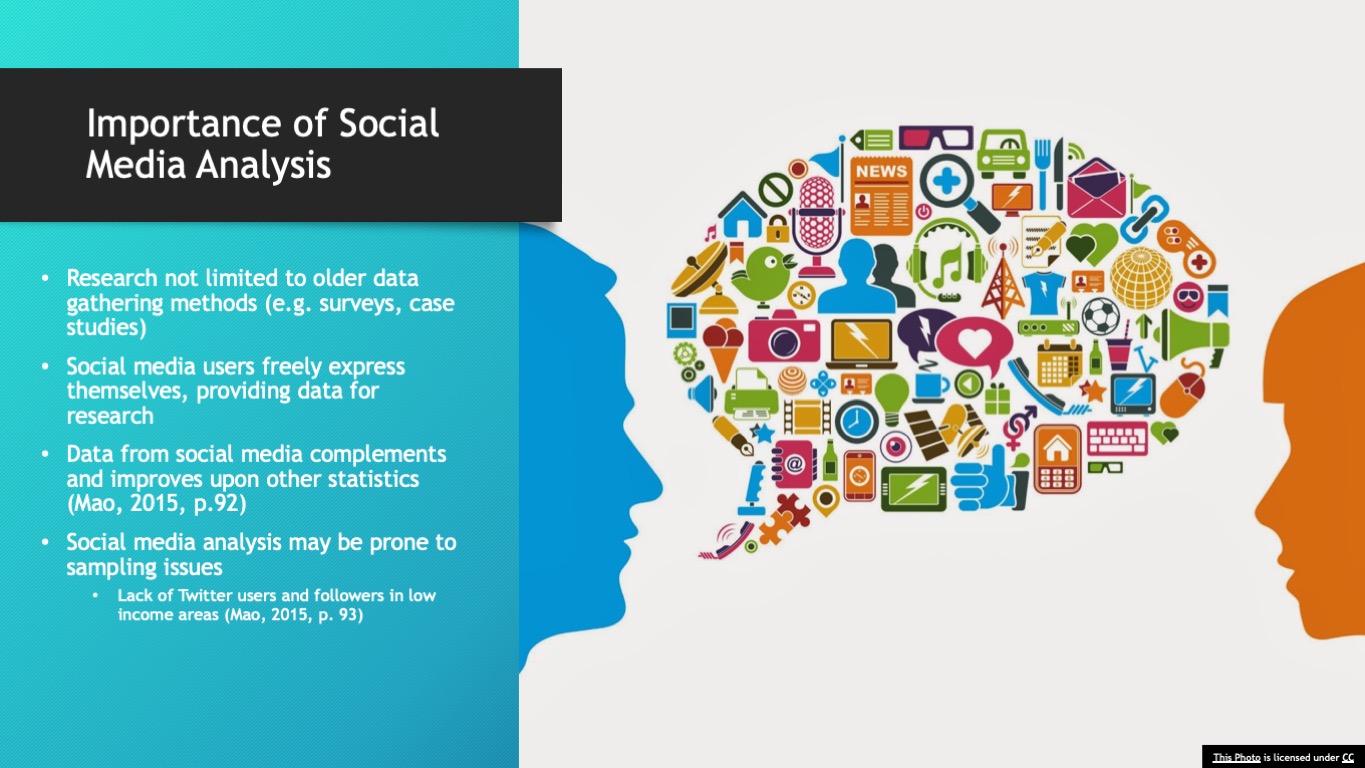 Importance of Social
Media Analysis
• Research not limited to older data
gathering methods (e.g. surveys, case
studies)
• Social media users freely express
themselves, providing data for
research
• Data from social media complements
and improves upon other statistics
(Mao, 2015, p.92)
• Social media analysis may be prone to
sampling issues
• Lack of Twitter users and followers in low
income areas (Mao, 2015, p. 93)
NEWS
@
This Photo is licensed under CC